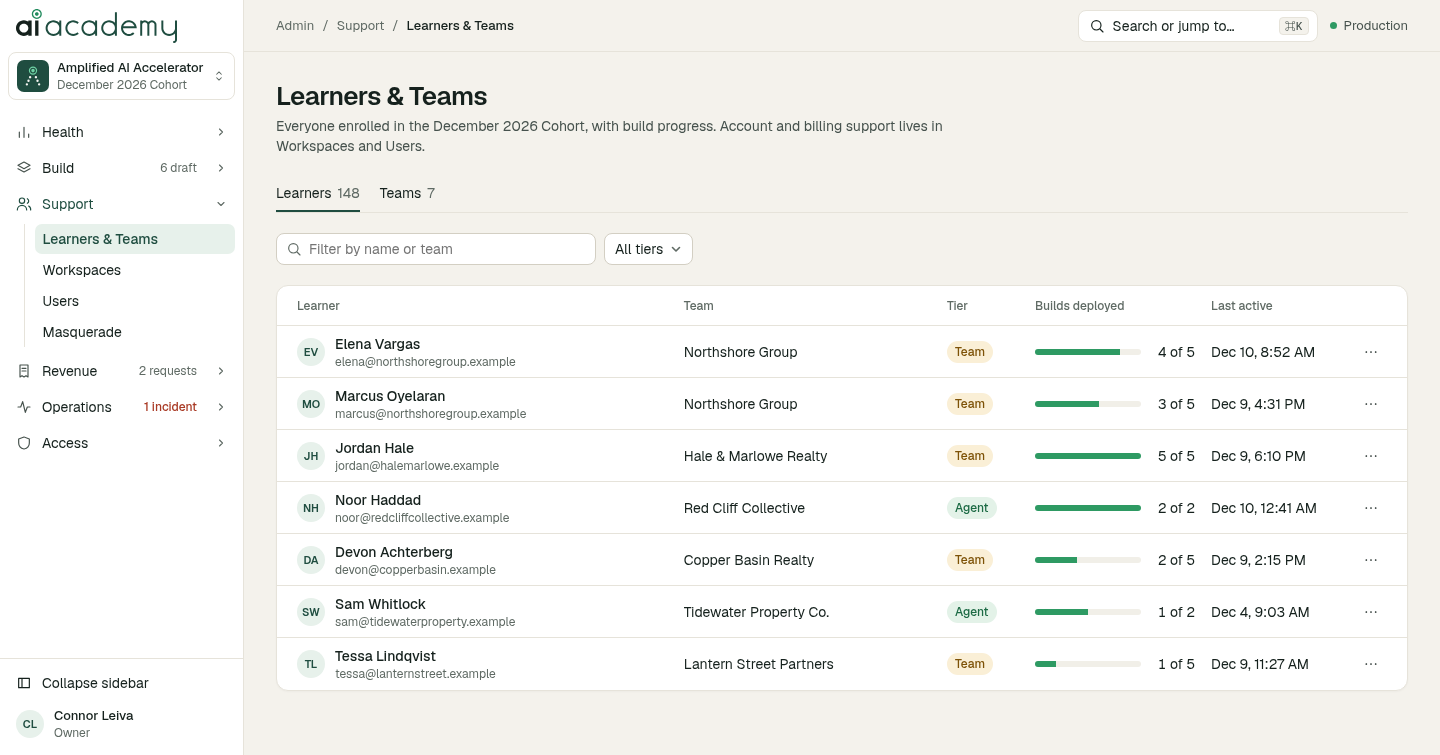 ai academy
Amplified AI Accelerator
December 2026 Cohort
Health
Build 6 draft
Support
Learners & Teams
Workspaces
Users
Masquerade
Revenue 2 requests
Operations 1 incident
Access
Collapse sidebar
CL Connor Leiva
Owner
Admin / Support / Learners & Teams
Search or jump to… ⌘K
Production
Learners & Teams
Everyone enrolled in the December 2026 Cohort, with build progress. Account and billing support lives in
Workspaces and Users.
Learners 148 Teams 7
Filter by name or team All tiers
Learner Team Tier Builds deployed Last active
EV Elena Vargas Northshore Group Team 4 of 5 Dec 10, 8:52 AM ···
elena@northshoregroup.example
MO Marcus Oyelaran Northshore Group Team 3 of 5 Dec 9, 4:31 PM ···
marcus@northshoregroup.example
JH Jordan Hale Hale & Marlowe Realty Team 5 of 5 Dec 9, 6:10 PM ···
jordan@halemarlowe.example
NH Noor Haddad Red Cliff Collective Agent 2 of 2 Dec 10, 12:41 AM ···
noor@redcliffcollective.example
DA Devon Achterberg Copper Basin Realty Team 2 of 5 Dec 9, 2:15 PM ···
devon@copperbasin.example
SW Sam Whitlock Tidewater Property Co. Agent 1 of 2 Dec 4, 9:03 AM ···
sam@tidewaterproperty.example
TL Tessa Lindqvist Lantern Street Partners Team 1 of 5 Dec 9, 11:27 AM ···
tessa@lanternstreet.example